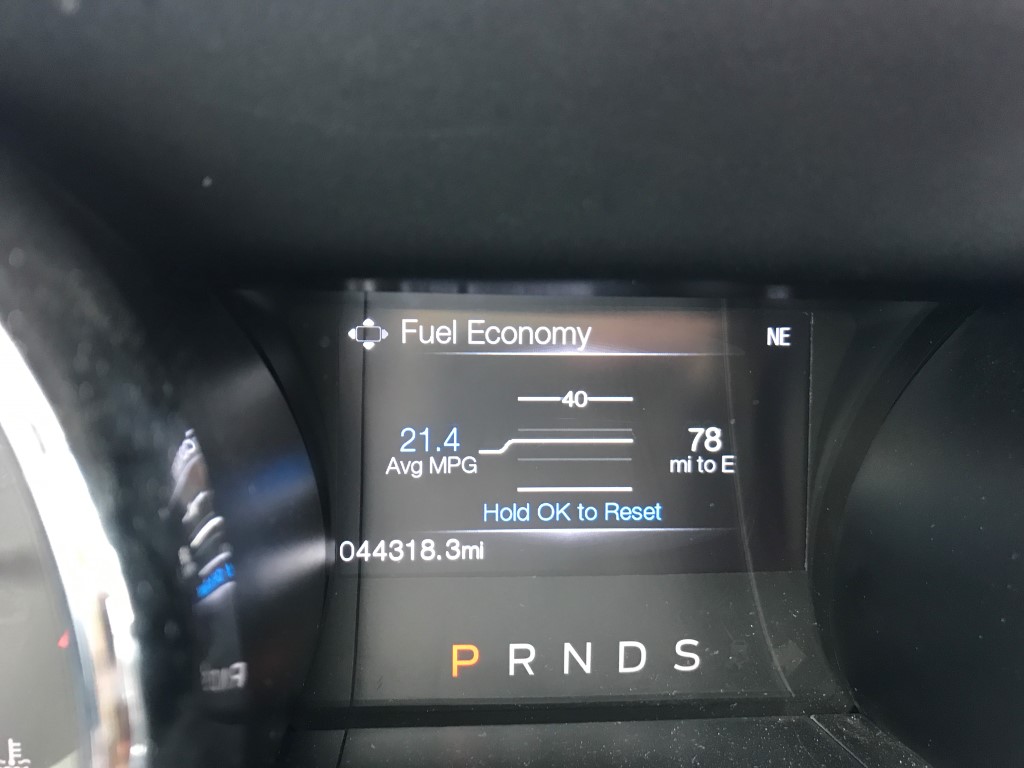 Fuel Economy
NE
40
21.4
Avg MPG
78
mi to E
Hold OK to Reset
044318.3mi
P R N D S